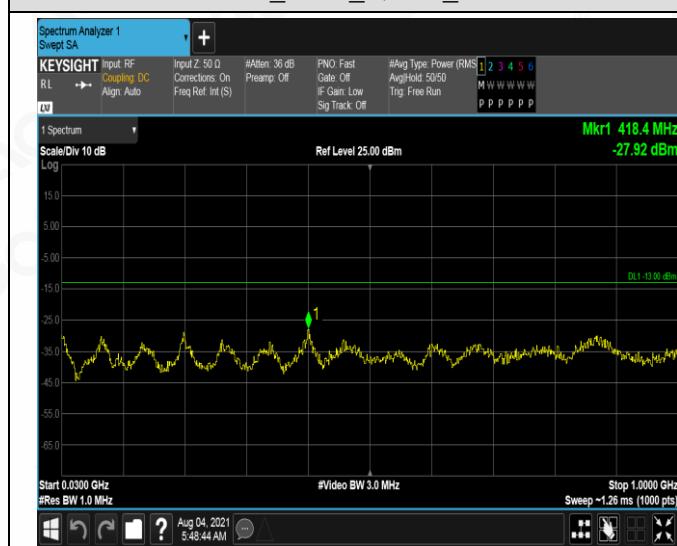 Spectrum Analyzer 1
Swept SA
+
KEYSIGHT Input: RF Input Z: 50 Ω #Atten: 36 dB PNO: Fast #Avg Type: Power (RMS 1 2 3 4 5 6
RL Coupling: DC Corrections: On Preamp: Off Gate: Off Avg|Hold: 50/50 M W W W W W
Align: Auto Freq Ref: Int (S) IF Gain: Low Trig: Free Run
LXI Sig Track: Off P P P P P P
1 Spectrum Mkr1 418.4 MHz
Scale/Div 10 dB Ref Level 25.00 dBm -27.92 dBm
Log
15.0
5.00
-5.00
DL1 -13.00 dBm
-15.0
-25.0
1
-35.0
-45.0
-55.0
-65.0
Start 0.0300 GHz #Video BW 3.0 MHz Stop 1.0000 GHz
#Res BW 1.0 MHz Sweep ~1.26 ms (1000 pts)
? Aug 04, 2021
5:48:44 AM